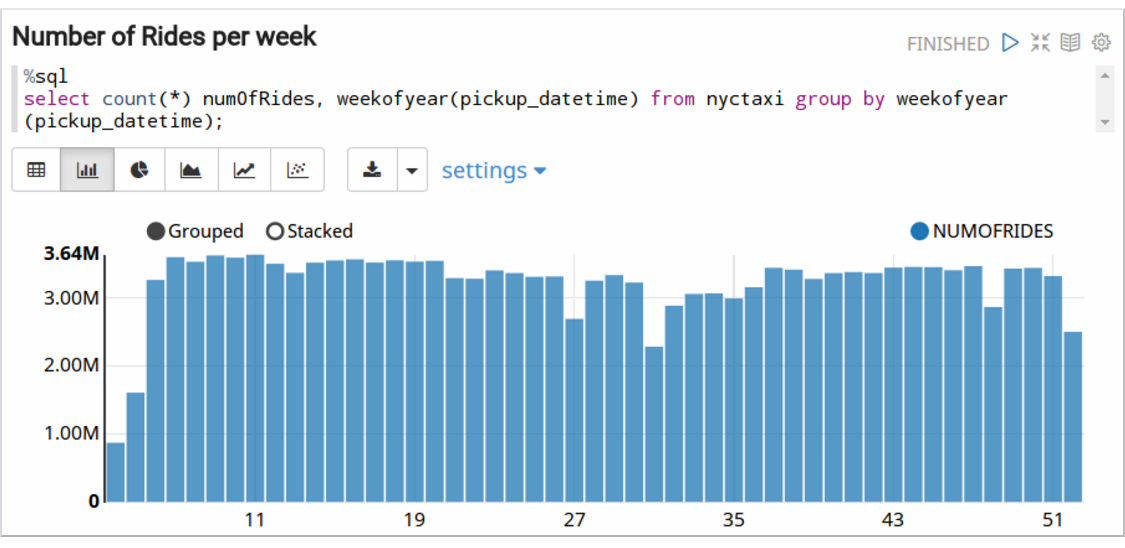 Number of Rides per week
FINISHED
%sql
select count(*) numOfRides, weekofyear(pickup_datetime) from nyctaxi group by weekofyear
(pickup_datetime);
settings
Grouped Stacked NUMOFRIDES
3.64M
3.00M
2.00M
1.00M
0
11 19 27 35 43 51